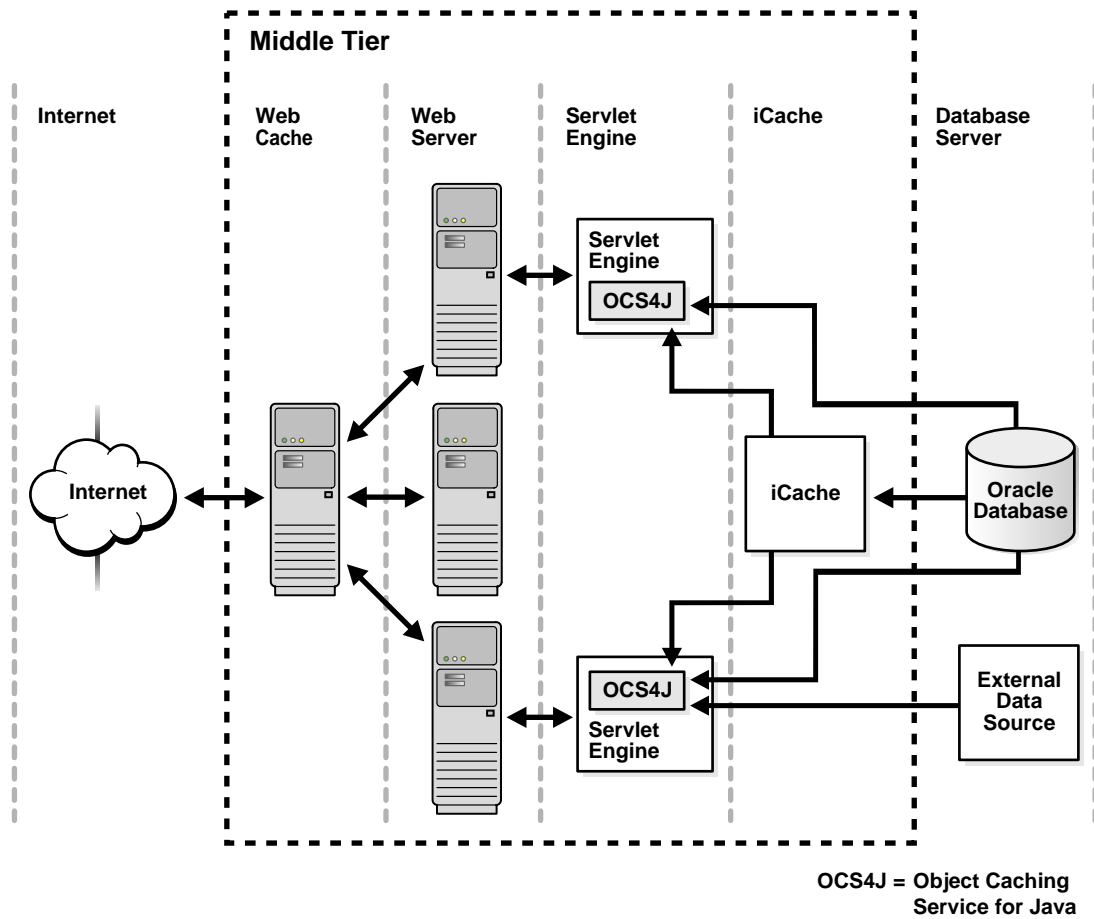 Middle Tier
Internet
Web
Cache
Web
Server
Servlet
Engine
iCache
Database
Server
Servlet
Engine
OCS4J
Internet
iCache
Oracle
Database
OCS4J
Servlet
Engine
External
Data
Source
OCS4J = Object Caching
Service for Java